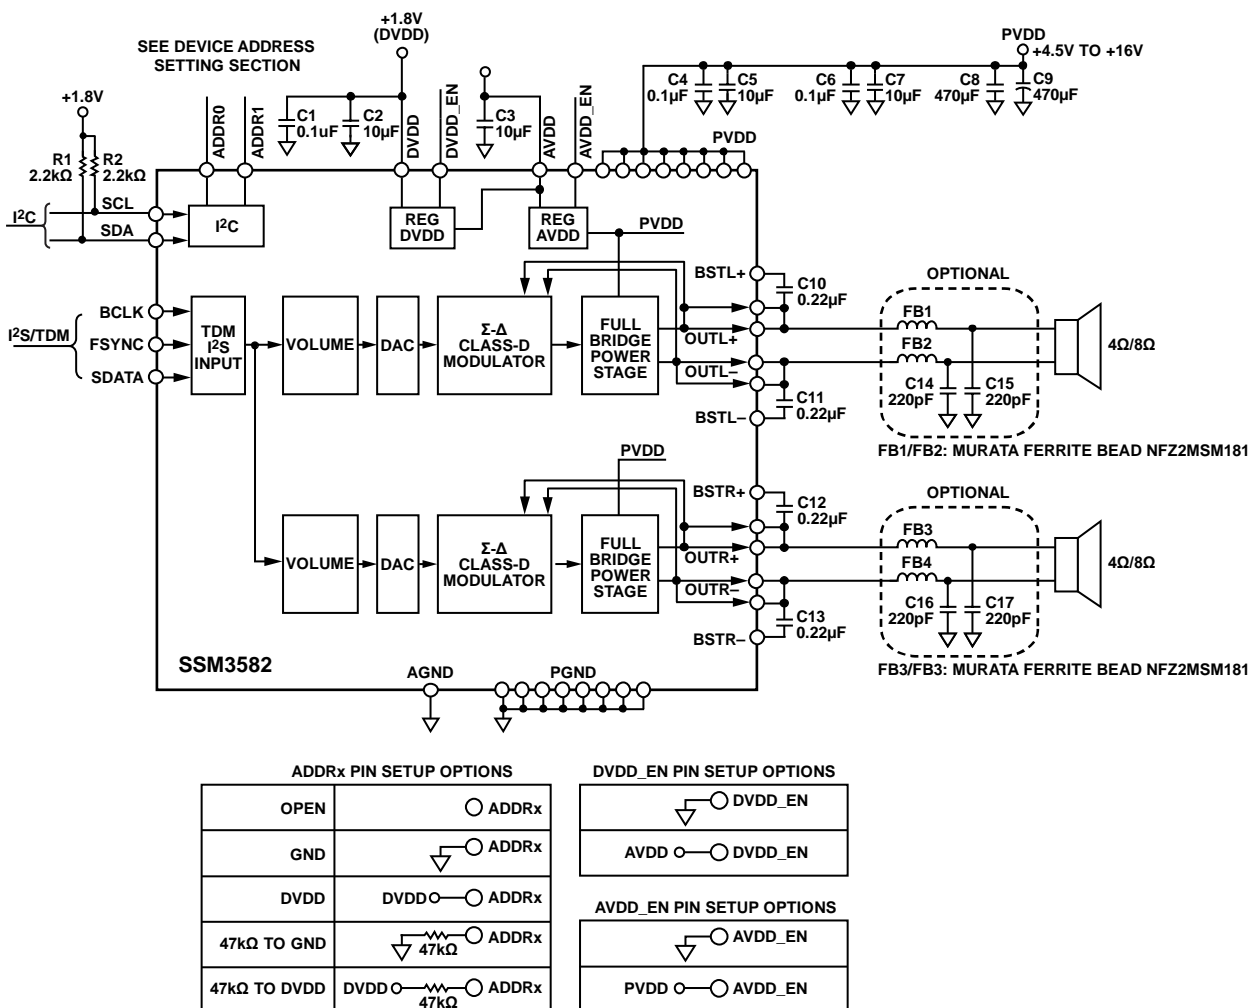 +1.8V
(DVDD)
SEE DEVICE ADDRESS
SETTING SECTION
PVDD
+4.5V TO +16V
C4
0.1µF
C5
10µF
C6
0.1µF
C7
10µF
C8
470µF
C9
470µF
+1.8V
R1
2.2kΩ
R2
2.2kΩ
ADDR0
ADDR1
C1
0.1uF
C2
10µF
DVDD
DVDD_EN
C3
10µF
AVDD
AVDD_EN
PVDD
I²C
SCL
SDA
I²C
REG
DVDD
REG
AVDD
PVDD
I²S/TDM
BCLK
FSYNC
SDATA
TDM
I²S
INPUT
VOLUME
DAC
Σ-Δ
CLASS-D
MODULATOR
FULL
BRIDGE
POWER
STAGE
BSTL+
OUTL+
OUTL–
BSTL–
C10
0.22µF
C11
0.22µF
OPTIONAL
FB1
FB2
C14
220pF
C15
220pF
4Ω/8Ω
FB1/FB2: MURATA FERRITE BEAD NFZ2MSM181
PVDD
VOLUME
DAC
Σ-Δ
CLASS-D
MODULATOR
FULL
BRIDGE
POWER
STAGE
BSTR+
OUTR+
OUTR–
BSTR–
C12
0.22µF
C13
0.22µF
OPTIONAL
FB3
FB4
C16
220pF
C17
220pF
4Ω/8Ω
FB3/FB3: MURATA FERRITE BEAD NFZ2MSM181
SSM3582
AGND
PGND
ADDRx PIN SETUP OPTIONS
OPEN
ADDRx
GND
ADDRx
DVDD
DVDD
ADDRx
47kΩ TO GND
47kΩ
ADDRx
47kΩ TO DVDD
DVDD
47kΩ
ADDRx
DVDD_EN PIN SETUP OPTIONS
DVDD_EN
AVDD
DVDD_EN
AVDD_EN PIN SETUP OPTIONS
AVDD_EN
PVDD
AVDD_EN